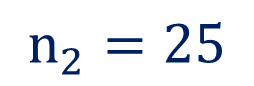 n₂ = 25